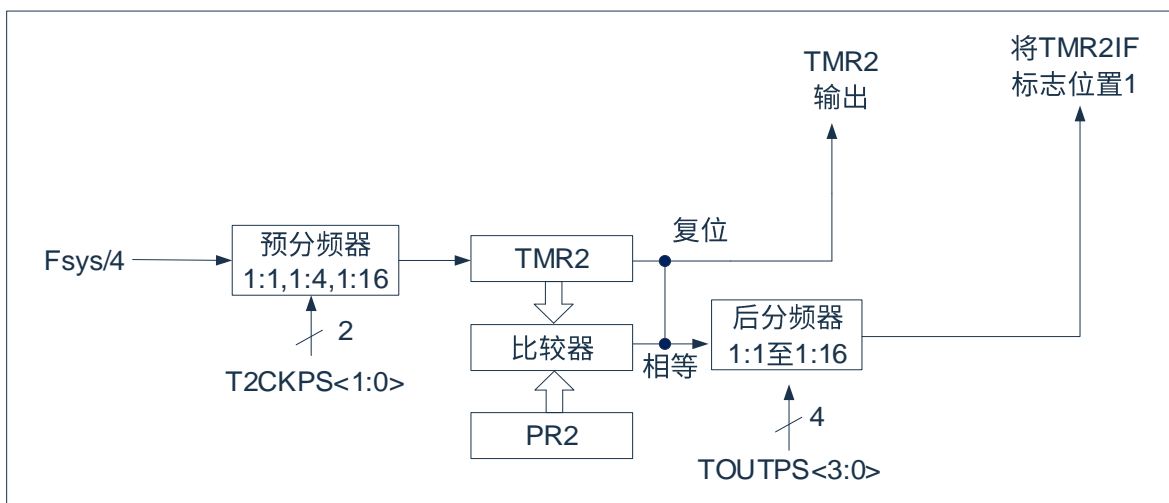 将TMR2IF
标志位置1
TMR2
输出
复位
Fsys/4
预分频器
1:1,1:4,1:16
TMR2
2
T2CKPS<1:0>
比较器
相等
后分频器
1:1至1:16
PR2
4
TOUTPS<3:0>